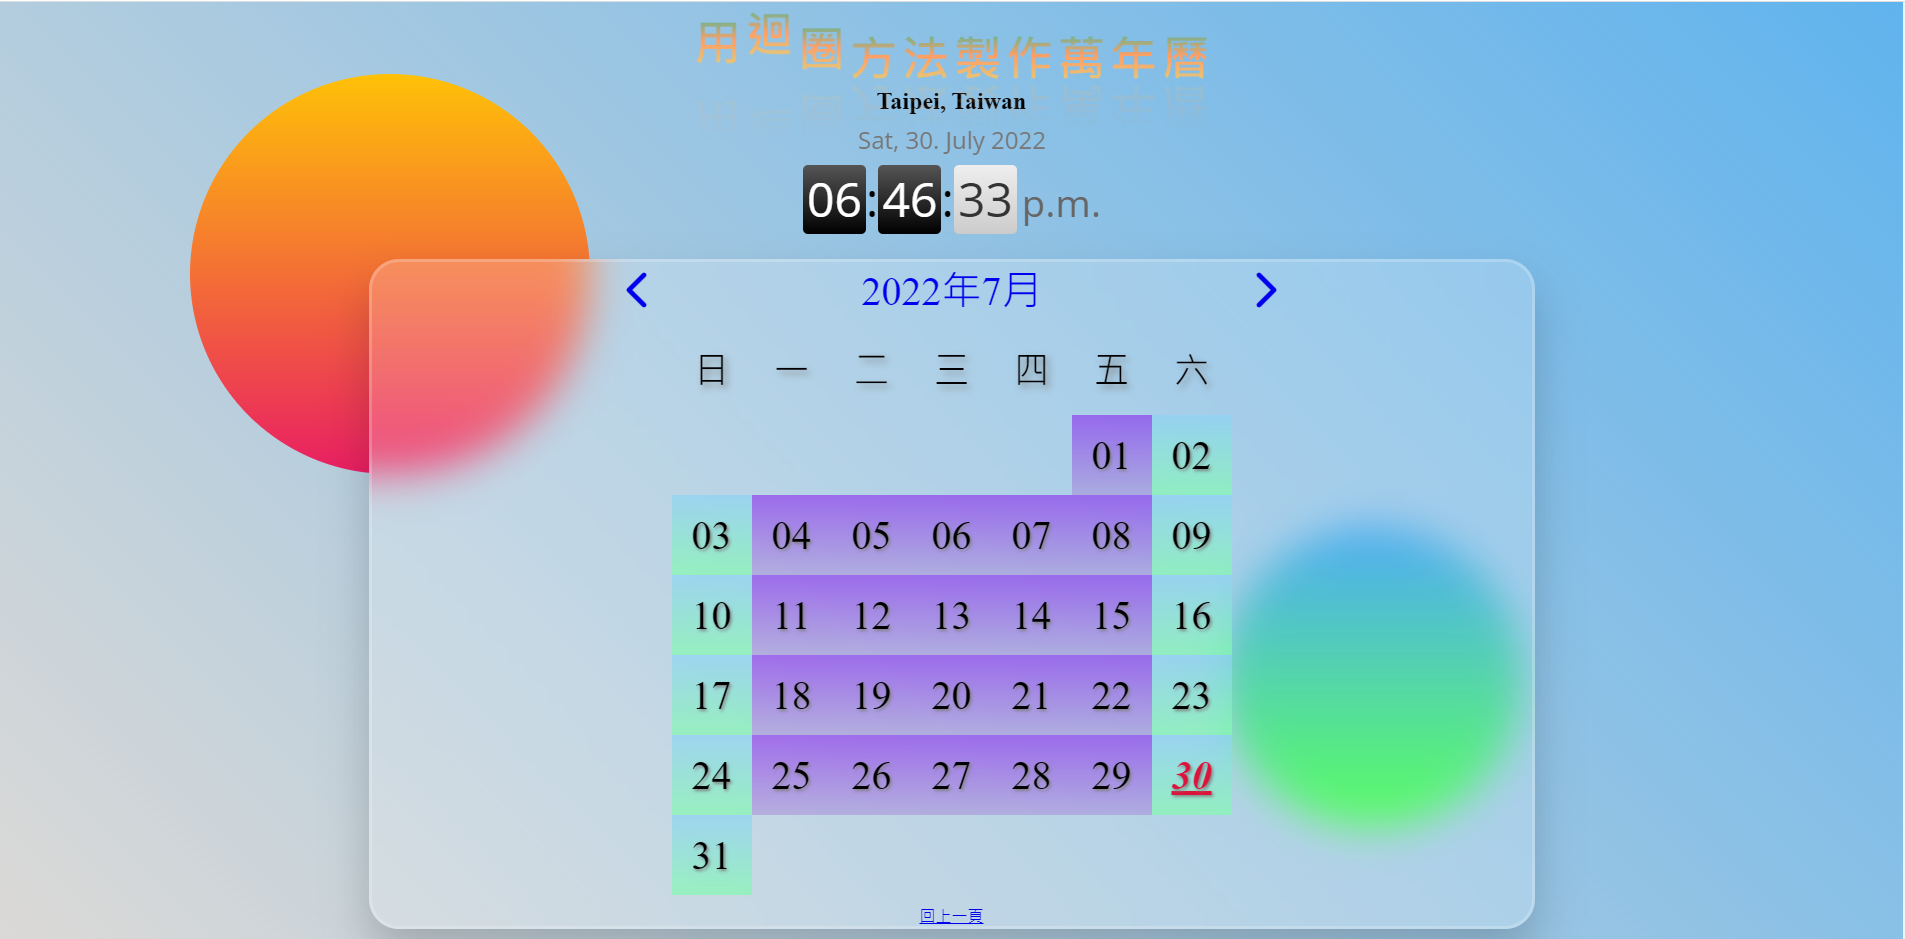 用迴圈方法製作萬年曆
Taipei, Taiwan
Sat, 30. July 2022
06:46:33 p.m.
2022年7月
日 一 二 三 四 五 六
01 02
03 04 05 06 07 08 09
10 11 12 13 14 15 16
17 18 19 20 21 22 23
24 25 26 27 28 29 30
31
回上一頁